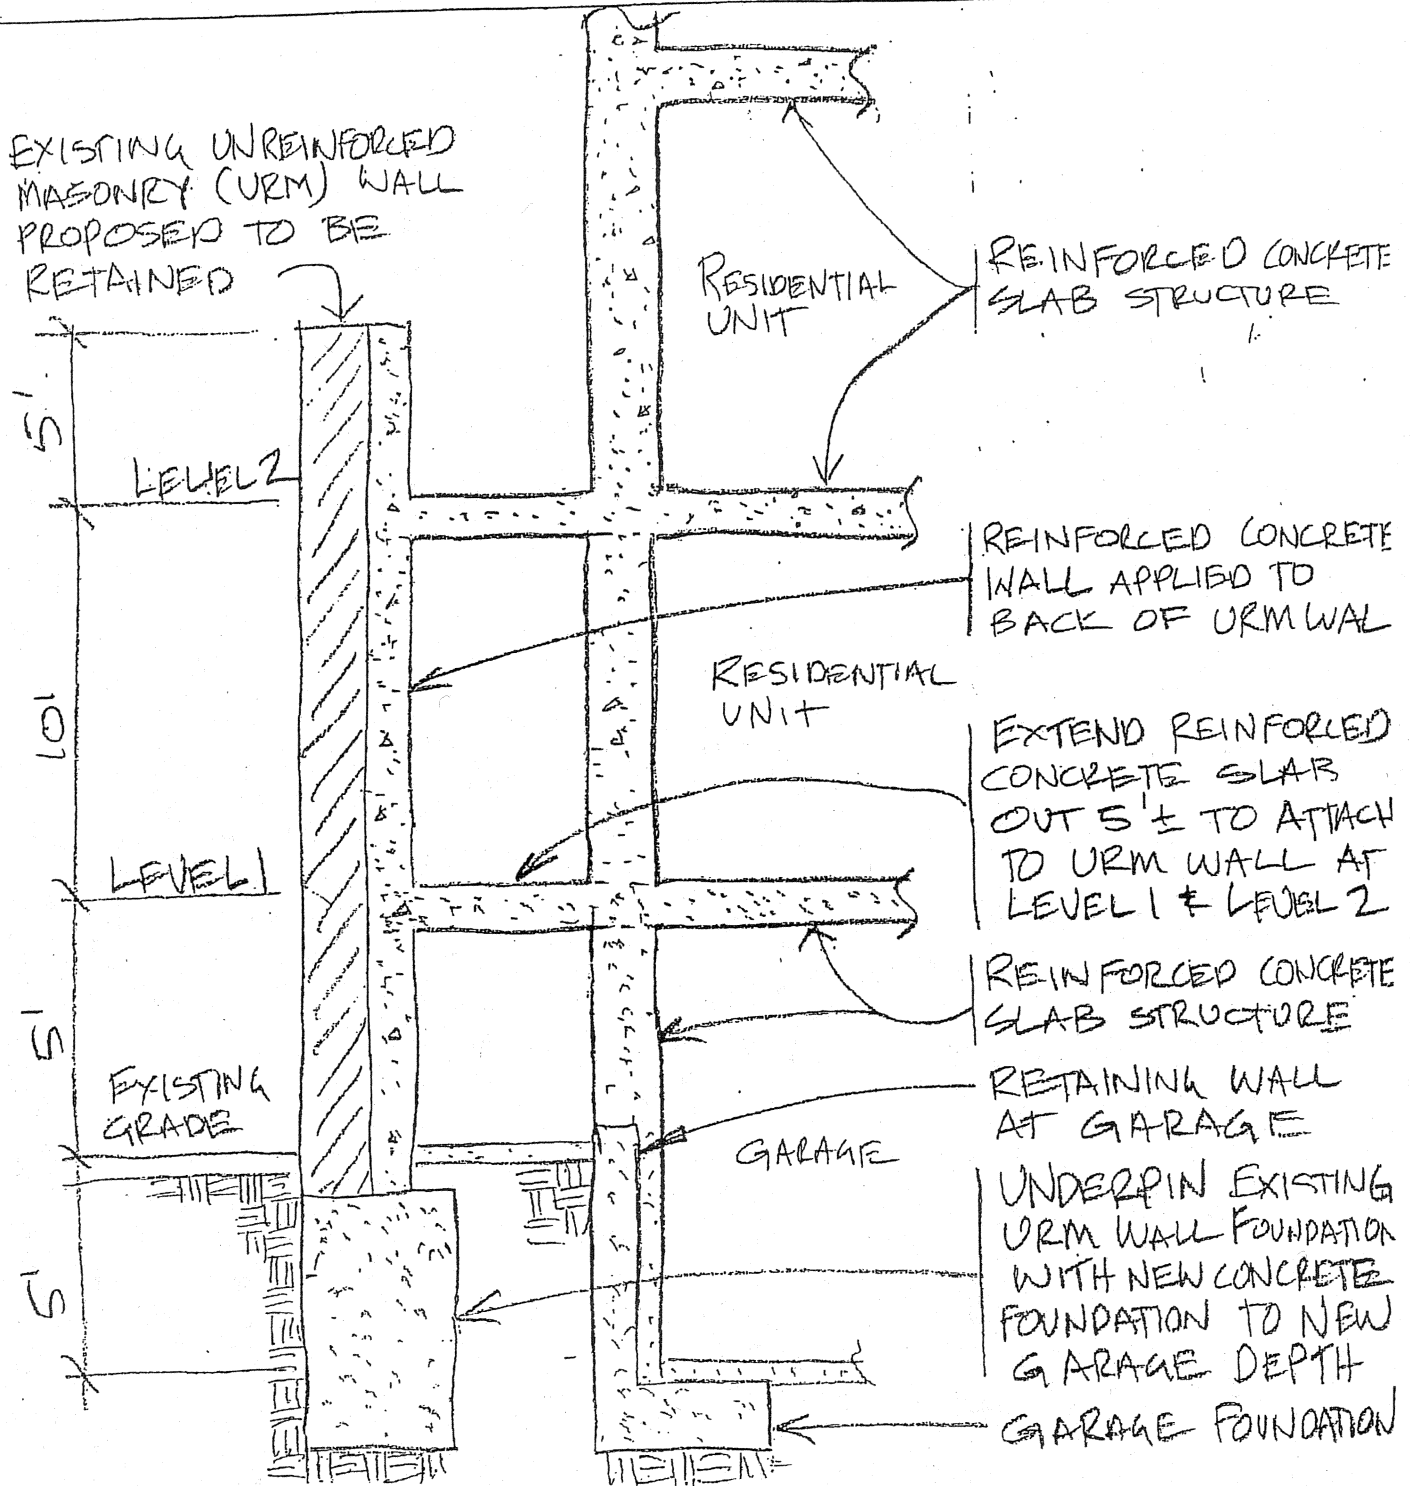 EXISTING UNREINFORCED
MASONRY (URM) WALL
PROPOSED TO BE
RETAINED
RESIDENTIAL
UNIT
REINFORCED CONCRETE
SLAB STRUCTURE
5'
LEVEL 2
REINFORCED CONCRETE
WALL APPLIED TO
BACK OF URM WAL
10'
RESIDENTIAL
UNIT
EXTEND REINFORCED
CONCRETE SLAB
OUT 5'± TO ATTACH
TO URM WALL AT
LEVEL 1 & LEVEL 2
LEVEL 1
REINFORCED CONCRETE
SLAB STRUCTURE
5'
EXISTING
GRADE
RETAINING WALL
AT GARAGE
GARAGE
UNDERPIN EXISTING
URM WALL FOUNDATION
WITH NEW CONCRETE
FOUNDATION TO NEW
GARAGE DEPTH
5'
GARAGE FOUNDATION